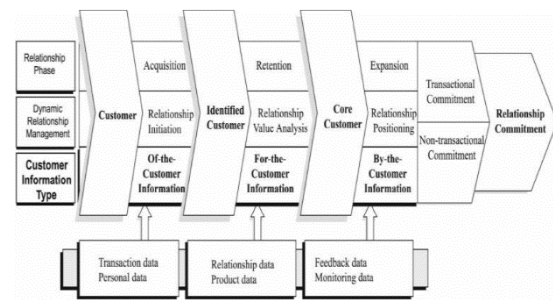 Relationship
Phase
Acquisition
Retention
Expansion
Dynamic
Relationship
Management
Customer
Relationship
Initiation
Identified
Customer
Relationship
Value Analysis
Core
Customer
Relationship
Positioning
Transactional
Commitment
Non-transactional
Commitment
Relationship
Commitment
Customer
Information
Type
Of-the-
Customer
Information
For-the-
Customer
Information
By-the-
Customer
Information
Transaction data
Personal data
Relationship data
Product data
Feedback data
Monitoring data